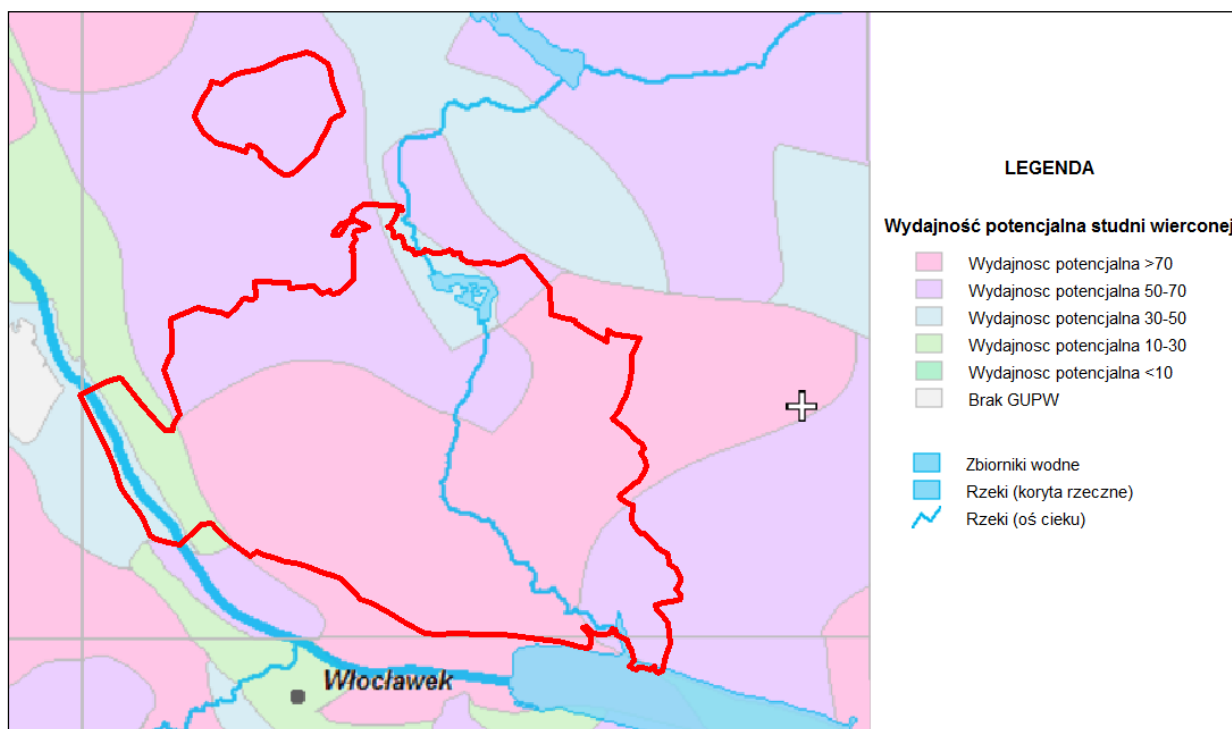 LEGENDA
Wydajność potencjalna studni wierconej
Wydajnosc potencjalna >70
Wydajnosc potencjalna 50-70
Wydajnosc potencjalna 30-50
Wydajnosc potencjalna 10-30
Wydajnosc potencjalna <10
Brak GUPW
Zbiorniki wodne
Rzeki (koryta rzeczne)
Rzeki (oś cieku)
Włocławek